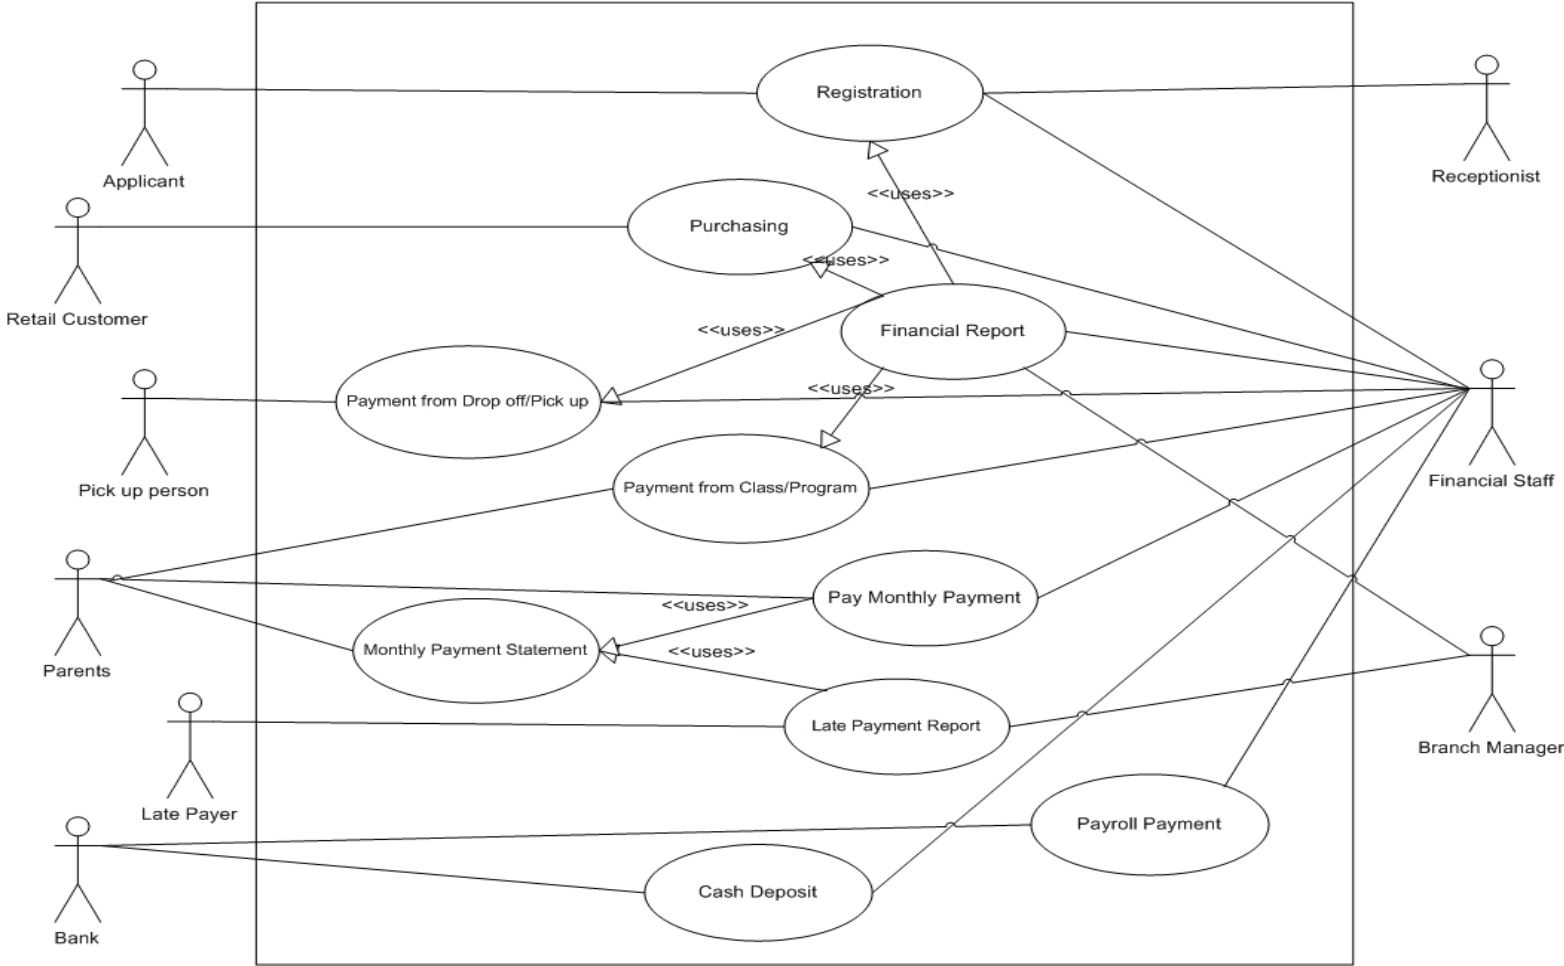 Registration
Applicant
Receptionist
<<uses>>
Purchasing
<<uses>>
Retail Customer
<<uses>>
Financial Report
<<uses>>
Payment from Drop off/Pick up
Pick up person
Payment from Class/Program
Financial Staff
Pay Monthly Payment
<<uses>>
Monthly Payment Statement
<<uses>>
Parents
Late Payment Report
Branch Manager
Late Payer
Payroll Payment
Cash Deposit
Bank